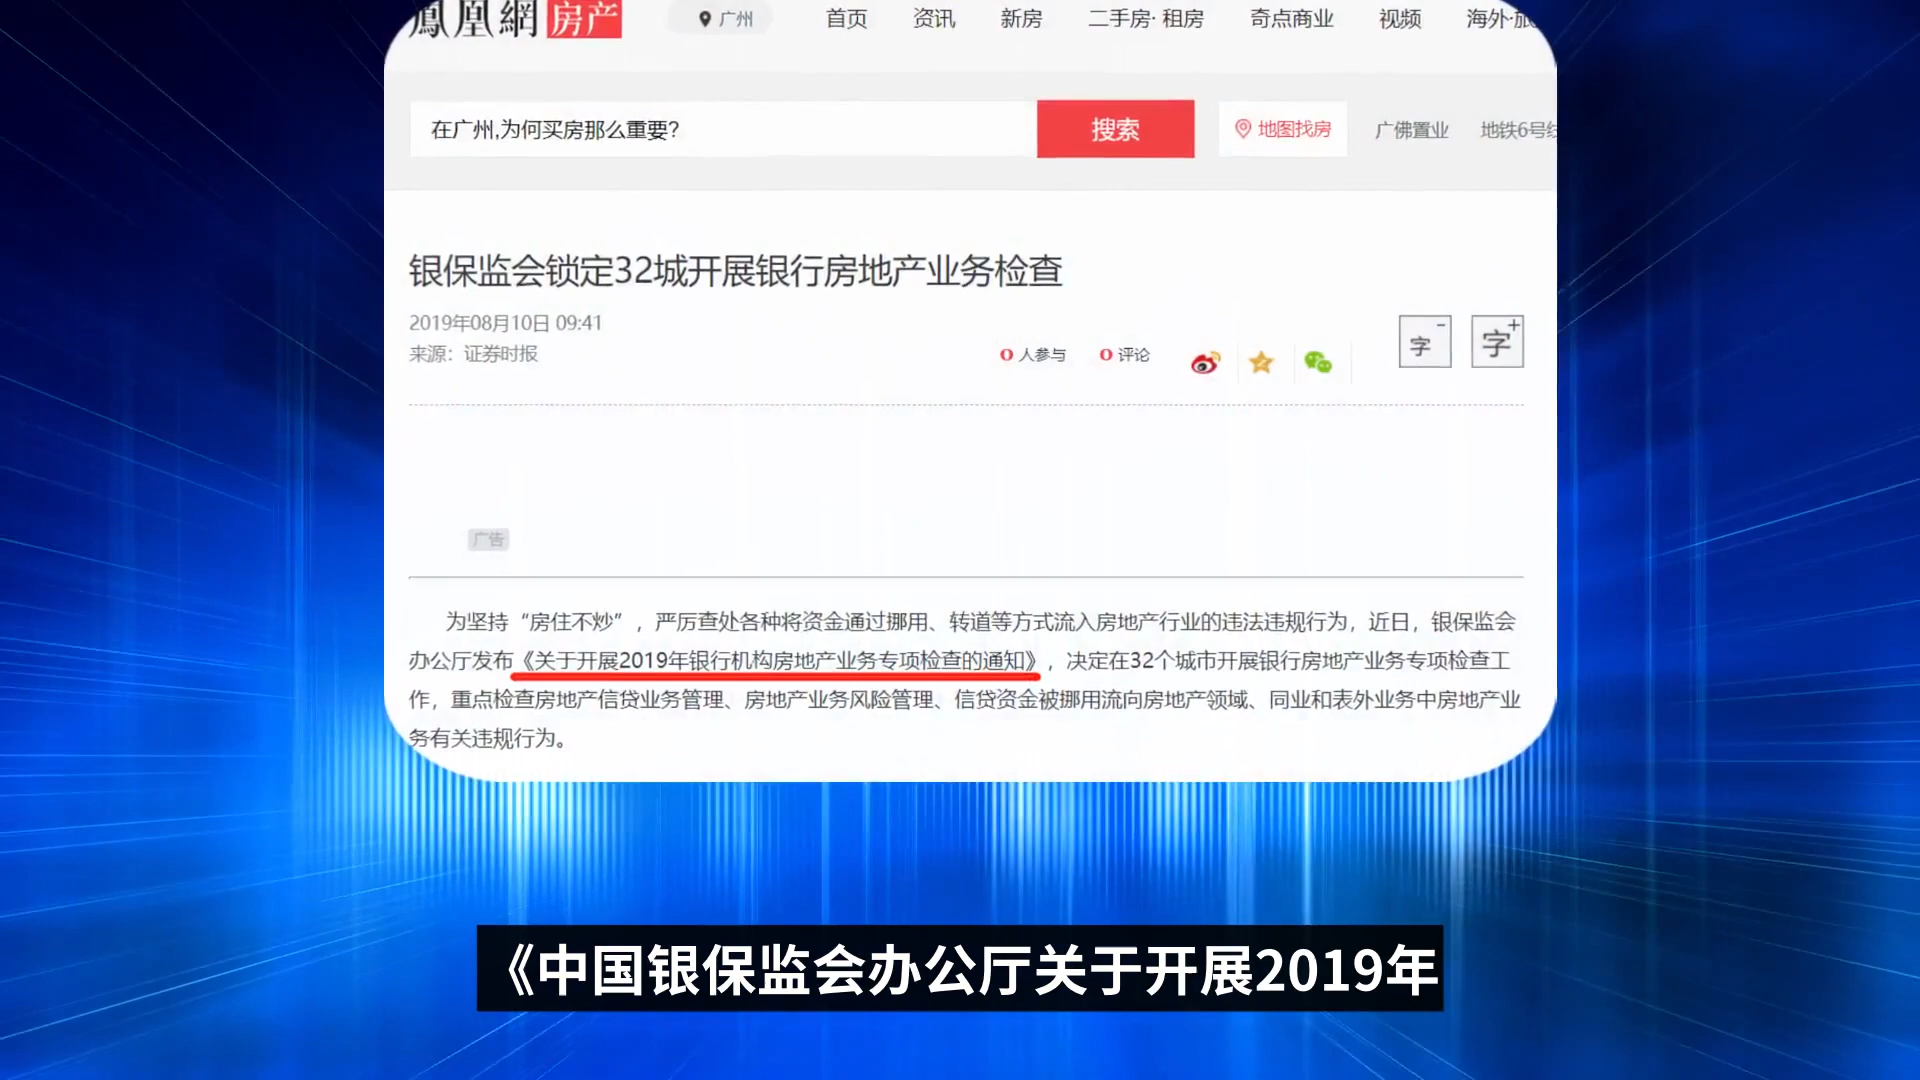 鳳凰網房产 广州 首页 资讯 新房 二手房· 租房 奇点商业 视频 海外·旅
在广州,为何买房那么重要? 搜索 地图找房 广佛置业 地铁6号线
银保监会锁定32城开展银行房地产业务检查
2019年08月10日 09:41
来源：证券时报
0 人参与 0 评论 字- 字+
广告
为坚持“房住不炒”，严厉查处各种将资金通过挪用、转道等方式流入房地产行业的违法违规行为，近日，银保监会
办公厅发布《关于开展2019年银行机构房地产业务专项检查的通知》，决定在32个城市开展银行房地产业务专项检查工
作，重点检查房地产信贷业务管理、房地产业务风险管理、信贷资金被挪用流向房地产领域、同业和表外业务中房地产业
务有关违规行为。
《中国银保监会办公厅关于开展2019年